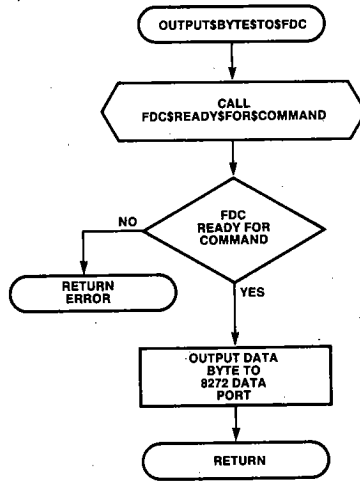 OUTPUT$BYTE$TO$FDC
CALL
FDC$READY$FOR$COMMAND
FDC
READY FOR
COMMAND
NO
RETURN
ERROR
YES
OUTPUT DATA
BYTE TO
8272 DATA
PORT
RETURN